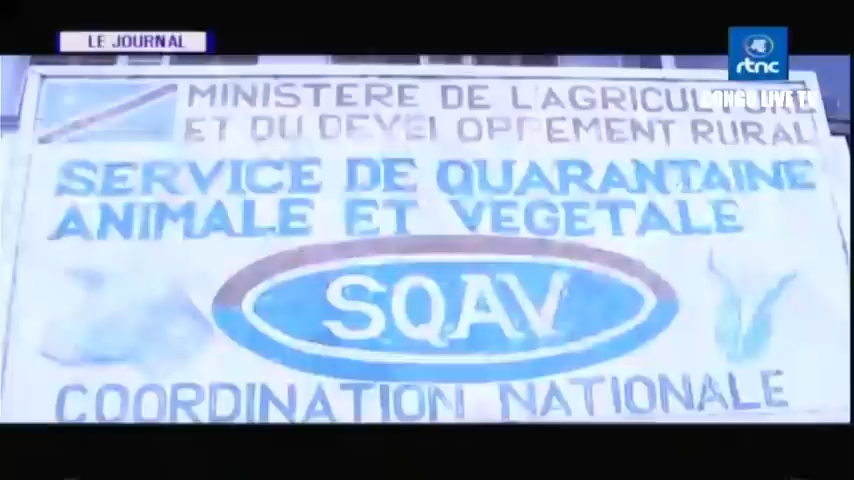 LE JOURNAL
rtnc
CONGO LIVE TV
MINISTERE DE L'AGRICULTURE
ET DU DEVELOPPEMENT RURAL
SERVICE DE QUARANTAINE
ANIMALE ET VEGETALE
SQAV
COORDINATION NATIONALE